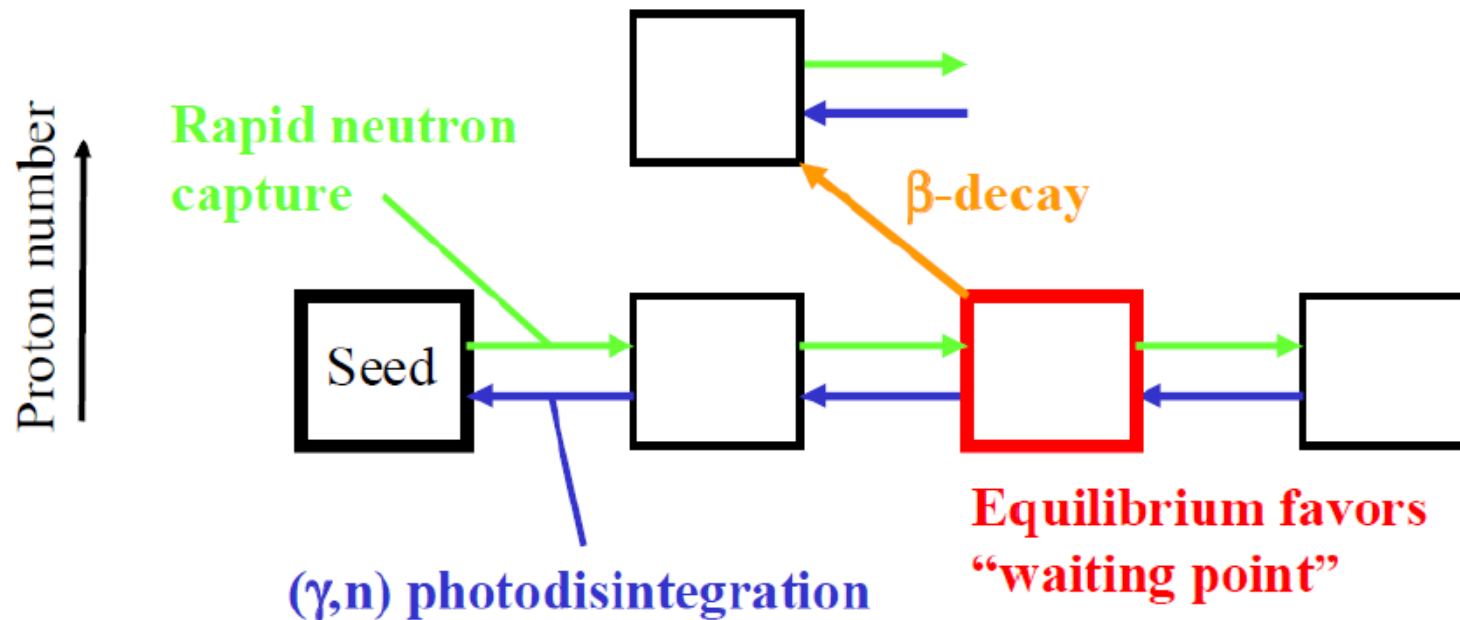 Proton number
Rapid neutron
capture
β-decay
Seed
Equilibrium favors
“waiting point”
(γ,n) photodisintegration